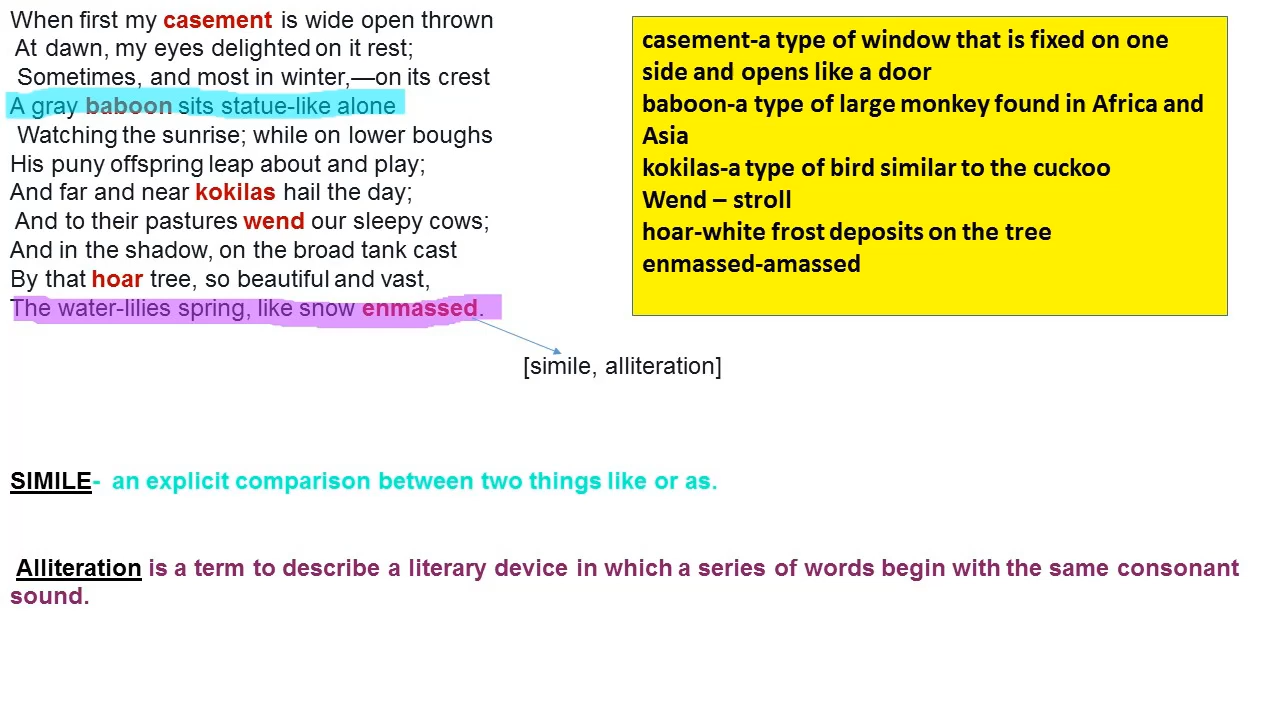 When first my casement is wide open thrown
At dawn, my eyes delighted on it rest;
Sometimes, and most in winter,—on its crest
A gray baboon sits statue-like alone
Watching the sunrise; while on lower boughs
His puny offspring leap about and play;
And far and near kokilas hail the day;
And to their pastures wend our sleepy cows;
And in the shadow, on the broad tank cast
By that hoar tree, so beautiful and vast,
The water-lilies spring, like snow enmassed.
[simile, alliteration]
casement-a type of window that is fixed on one
side and opens like a door
baboon-a type of large monkey found in Africa and
Asia
kokilas-a type of bird similar to the cuckoo
Wend – stroll
hoar-white frost deposits on the tree
enmassed-amassed
SIMILE- an explicit comparison between two things like or as.
Alliteration is a term to describe a literary device in which a series of words begin with the same consonant
sound.